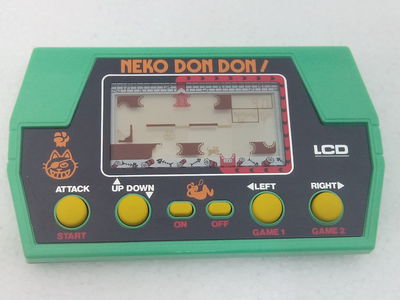 NEKO DON DON!
LCD
ATTACK
UP DOWN
LEFT
RIGHT
START
ON
OFF
GAME 1
GAME 2